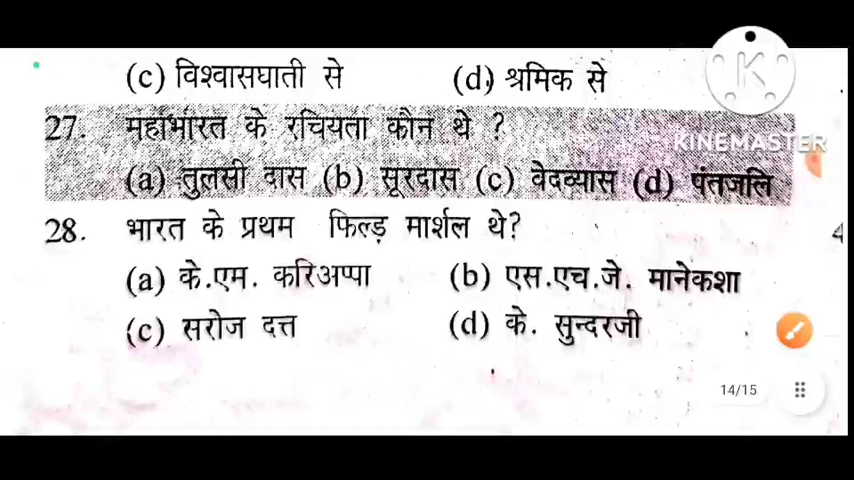 (c) विश्वासघाती से (d) श्रमिक से
KINEMASTER
27. महाभारत के रचियता कौन थे ?
(a) तुलसी दास (b) सूरदास (c) वेदव्यास (d) पंतजलि
28. भारत के प्रथम फिल्ड़ मार्शल थे?
(a) के.एम. करिअप्पा (b) एस.एच.जे. मानेकशा
(c) सरोज दत्त (d) के. सुन्दरजी
14/15